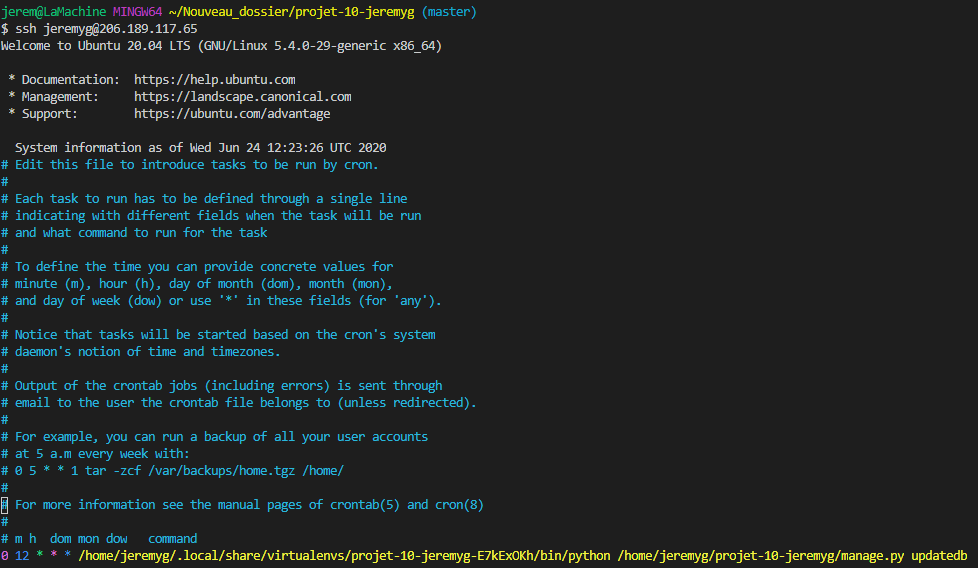 jerem@LaMachine MINGW64 ~/Nouveau_dossier/projet-10-jeremyg (master)
$ ssh jeremyg@206.189.117.65
Welcome to Ubuntu 20.04 LTS (GNU/Linux 5.4.0-29-generic x86_64)
* Documentation:  https://help.ubuntu.com
* Management:     https://landscape.canonical.com
* Support:        https://ubuntu.com/advantage
System information as of Wed Jun 24 12:23:26 UTC 2020
# Edit this file to introduce tasks to be run by cron.
#
# Each task to run has to be defined through a single line
# indicating with different fields when the task will be run
# and what command to run for the task
#
# To define the time you can provide concrete values for
# minute (m), hour (h), day of month (dom), month (mon),
# and day of week (dow) or use '*' in these fields (for 'any').
#
# Notice that tasks will be started based on the cron's system
# daemon's notion of time and timezones.
#
# Output of the crontab jobs (including errors) is sent through
# email to the user the crontab file belongs to (unless redirected).
#
# For example, you can run a backup of all your user accounts
# at 5 a.m every week with:
# 0 5 * * 1 tar -zcf /var/backups/home.tgz /home/
#
# For more information see the manual pages of crontab(5) and cron(8)
#
# m h  dom mon dow   command
0 12 * * * /home/jeremyg/.local/share/virtualenvs/projet-10-jeremyg-E7kExOKh/bin/python /home/jeremyg/projet-10-jeremyg/manage.py updatedb